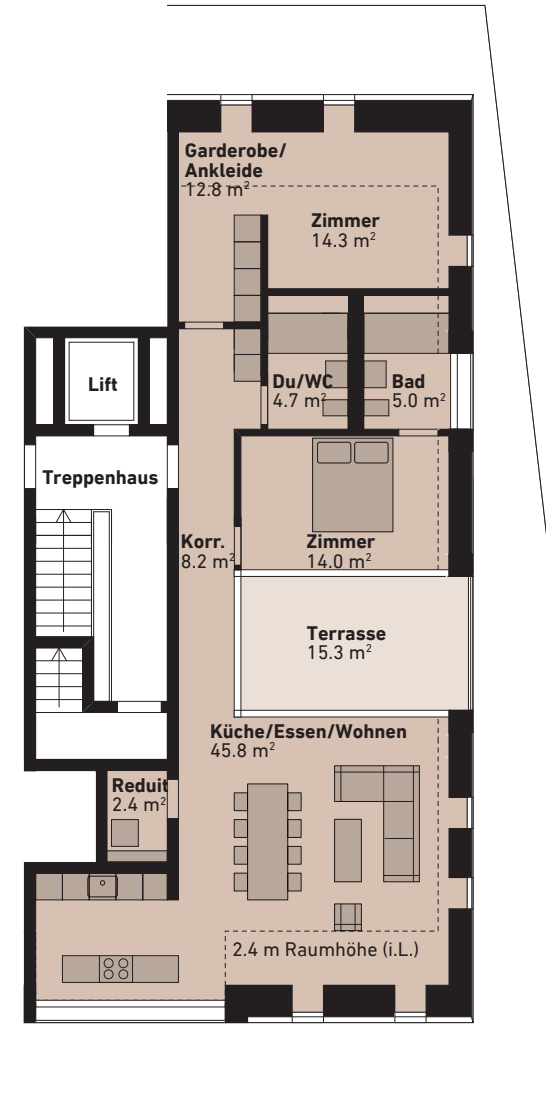 Garderobe/
Ankleide
12.8 m²
Zimmer
14.3 m²
Lift
Du/WC
4.7 m²
Bad
5.0 m²
Treppenhaus
Korr.
8.2 m²
Zimmer
14.0 m²
Terrasse
15.3 m²
Küche/Essen/Wohnen
45.8 m²
Reduit
2.4 m²
2.4 m Raumhöhe (i.L.)